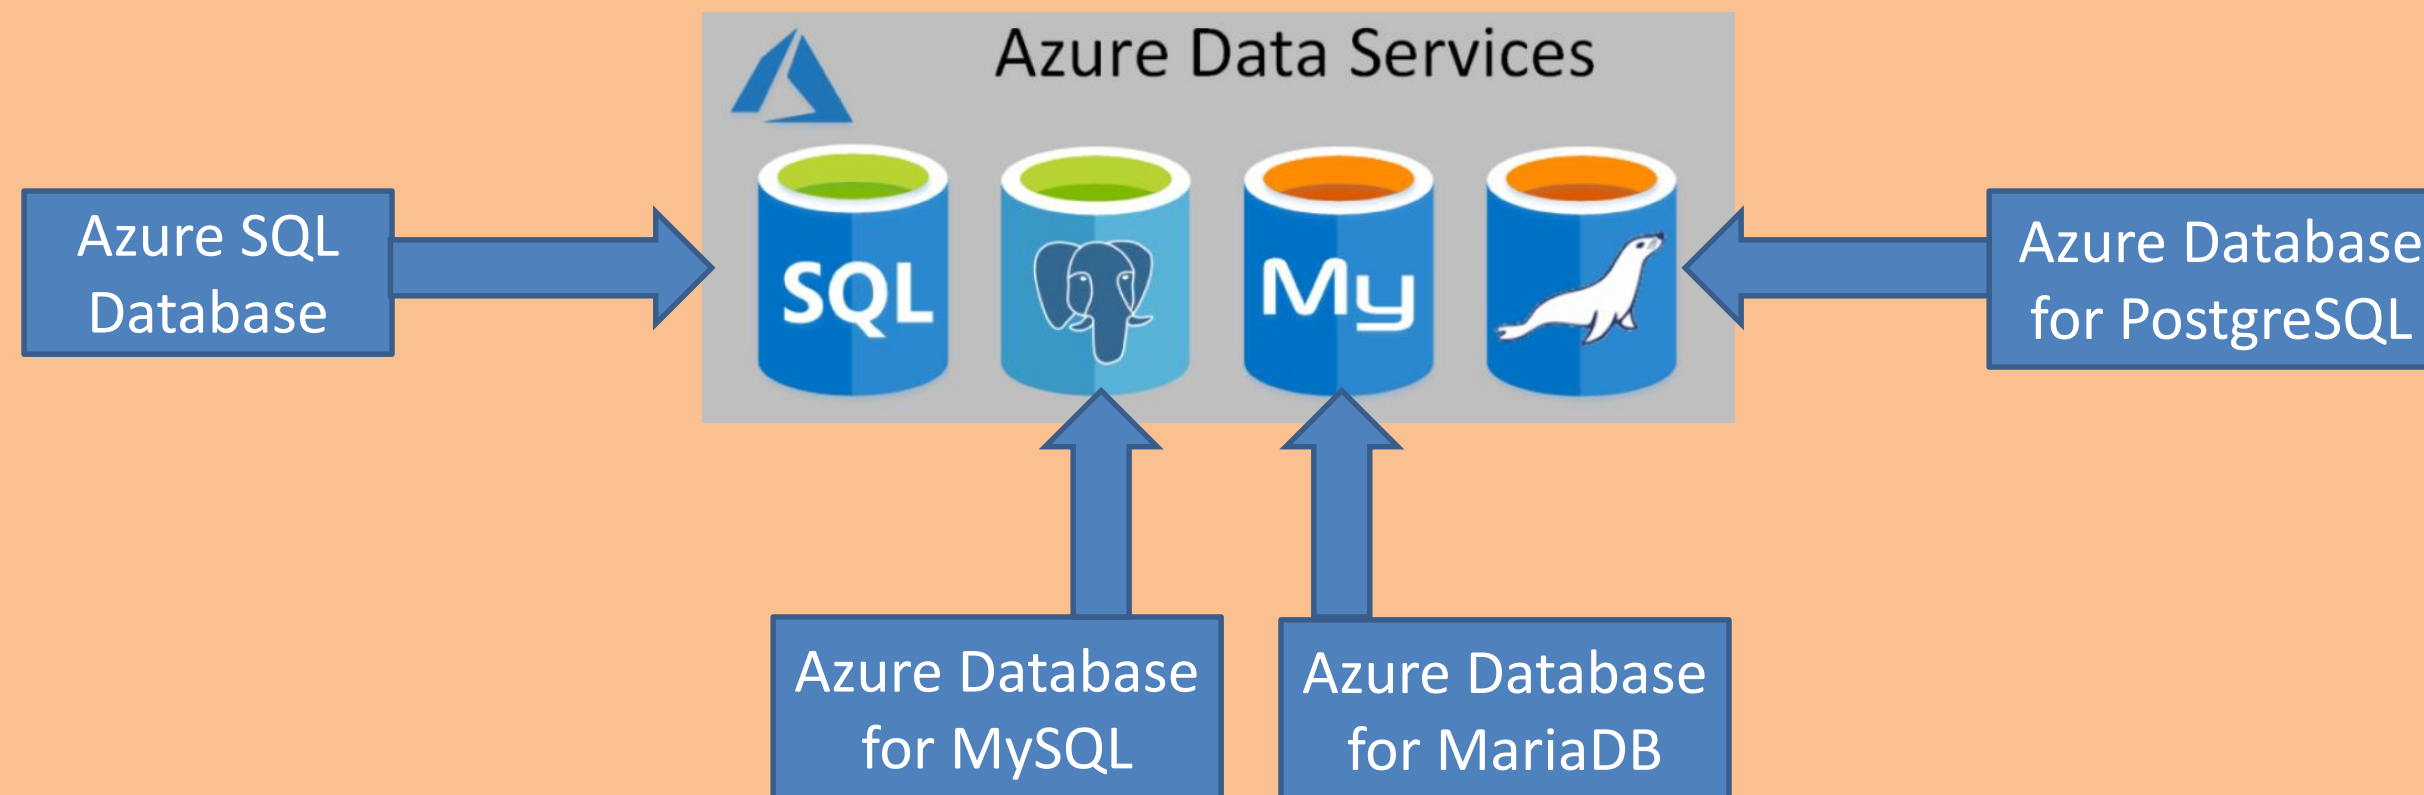 Azure Data Services
Azure SQL
Database
SQL
My
Azure Database
for PostgreSQL
Azure Database
for MySQL
Azure Database
for MariaDB